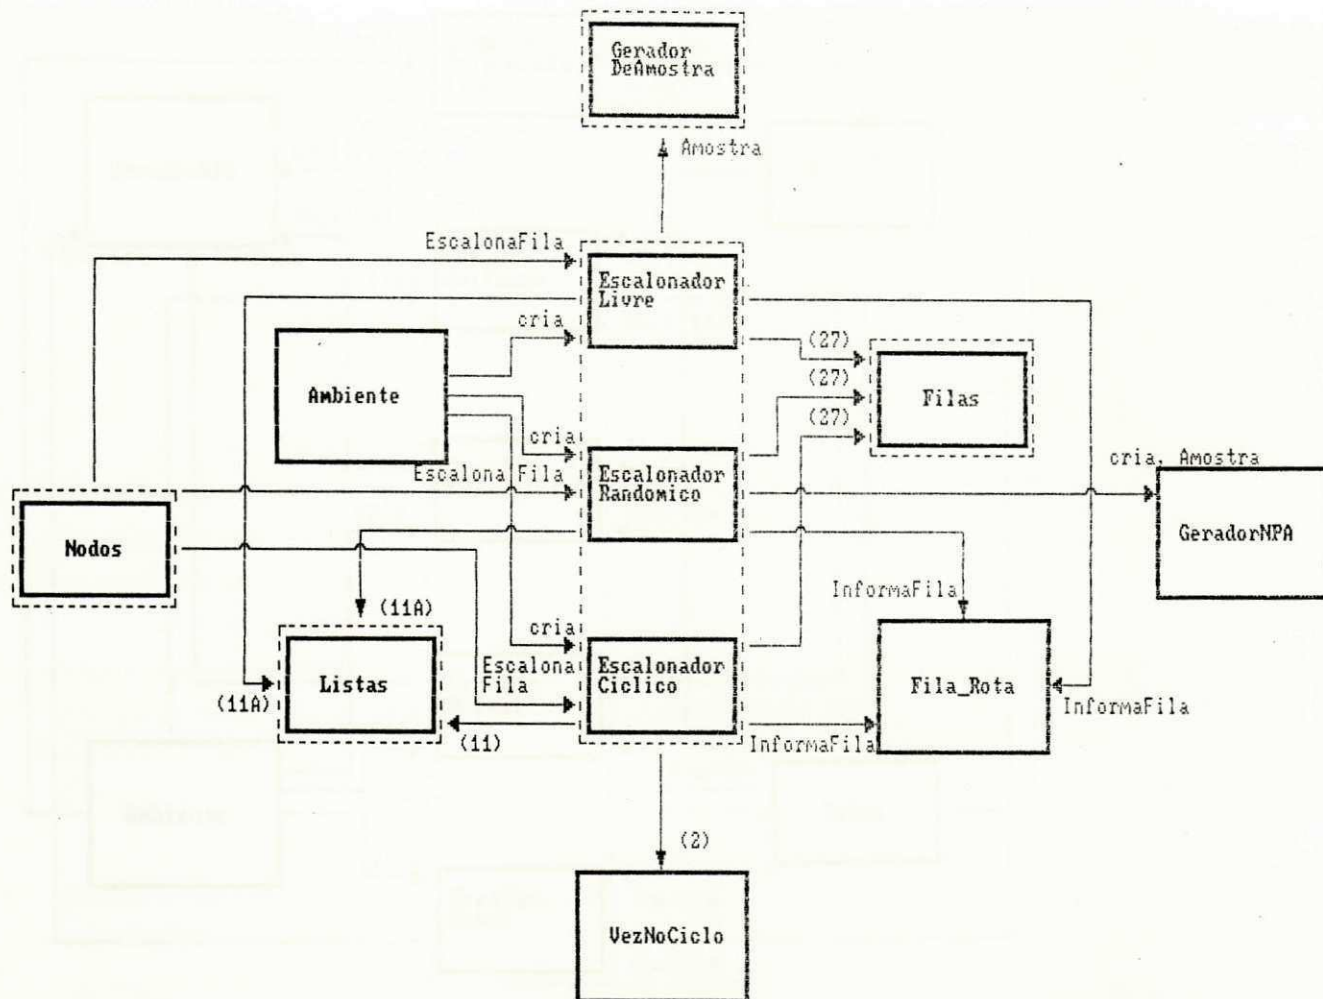 Gerador
DeAmostra
Amostra
EscalonaFila
Escalonador
Livre
cria
(27)
Ambiente
(27)
Filas
(27)
cria
Escalona Fila
Escalonador
Randomico
cria, Amostra
Nodos
GeradorNPA
InformaFila
(11A)
cria
Escalona
Fila
Escalonador
Ciclico
Listas
Fila_Rota
(11A)
InformaFila
(11)
InformaFila
(2)
VezNoCiclo